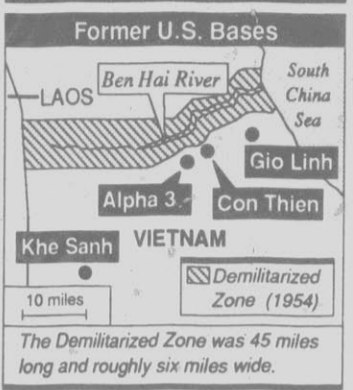 Former U.S. Bases
Ben Hai River
South
China
Sea
LAOS
Gio Linh
Alpha 3
Con Thien
Khe Sanh
VIETNAM
Demilitarized
Zone (1954)
10 miles
The Demilitarized Zone was 45 miles
long and roughly six miles wide.